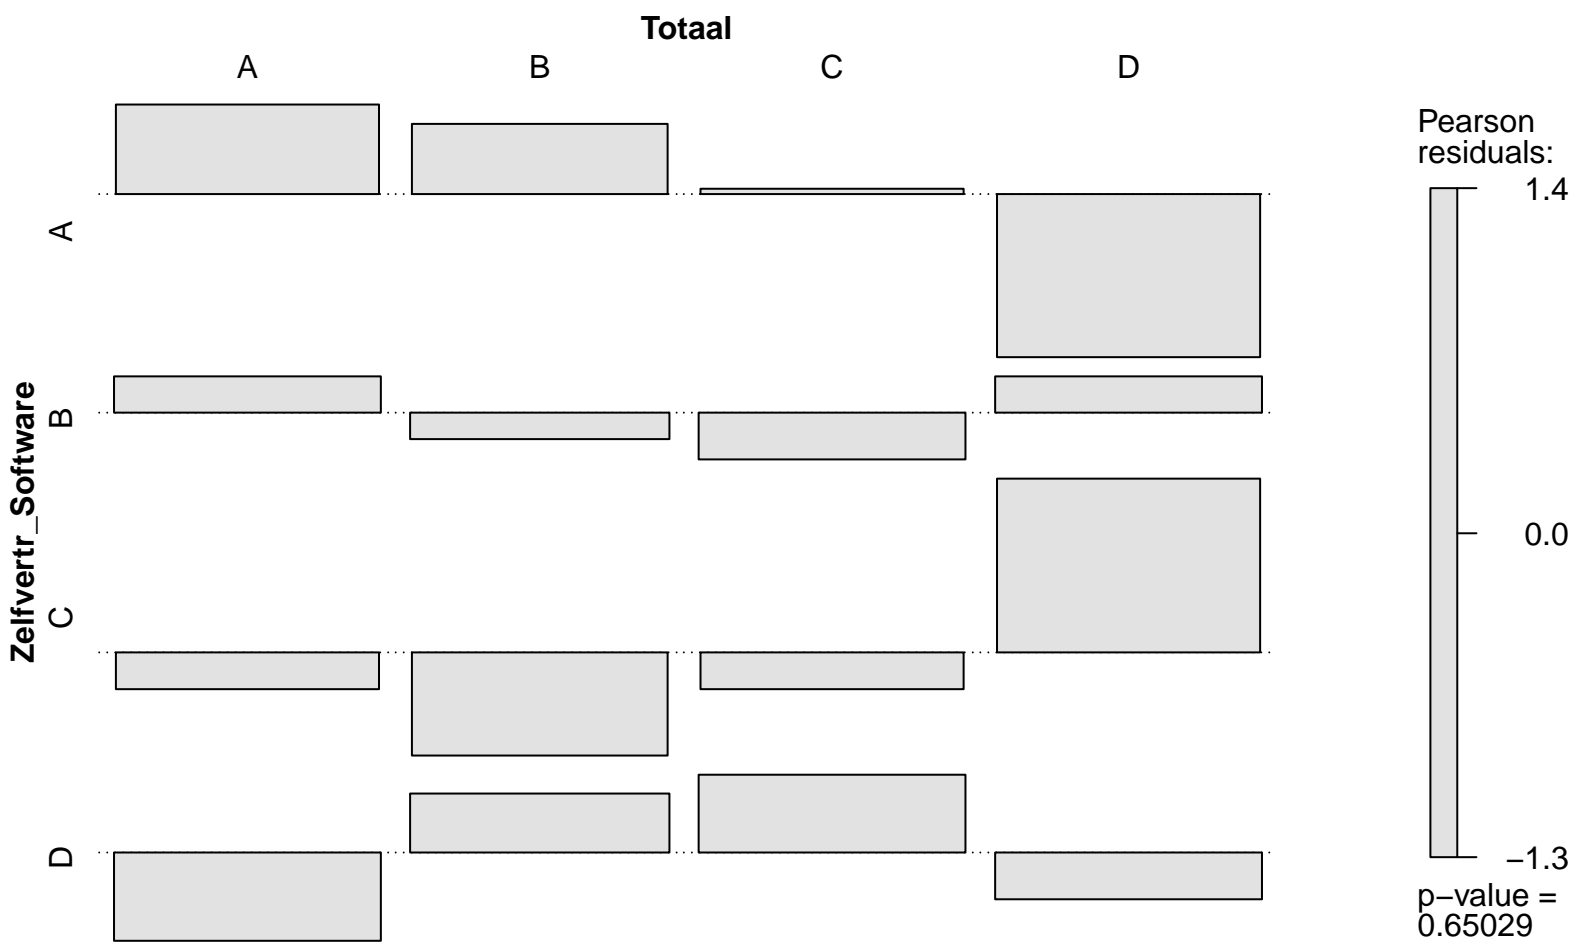 Totaal
A B C D
Zelfvertr_Software
A
B
C
D
Pearson
residuals:
1.4
0.0
−1.3
p−value =
0.65029